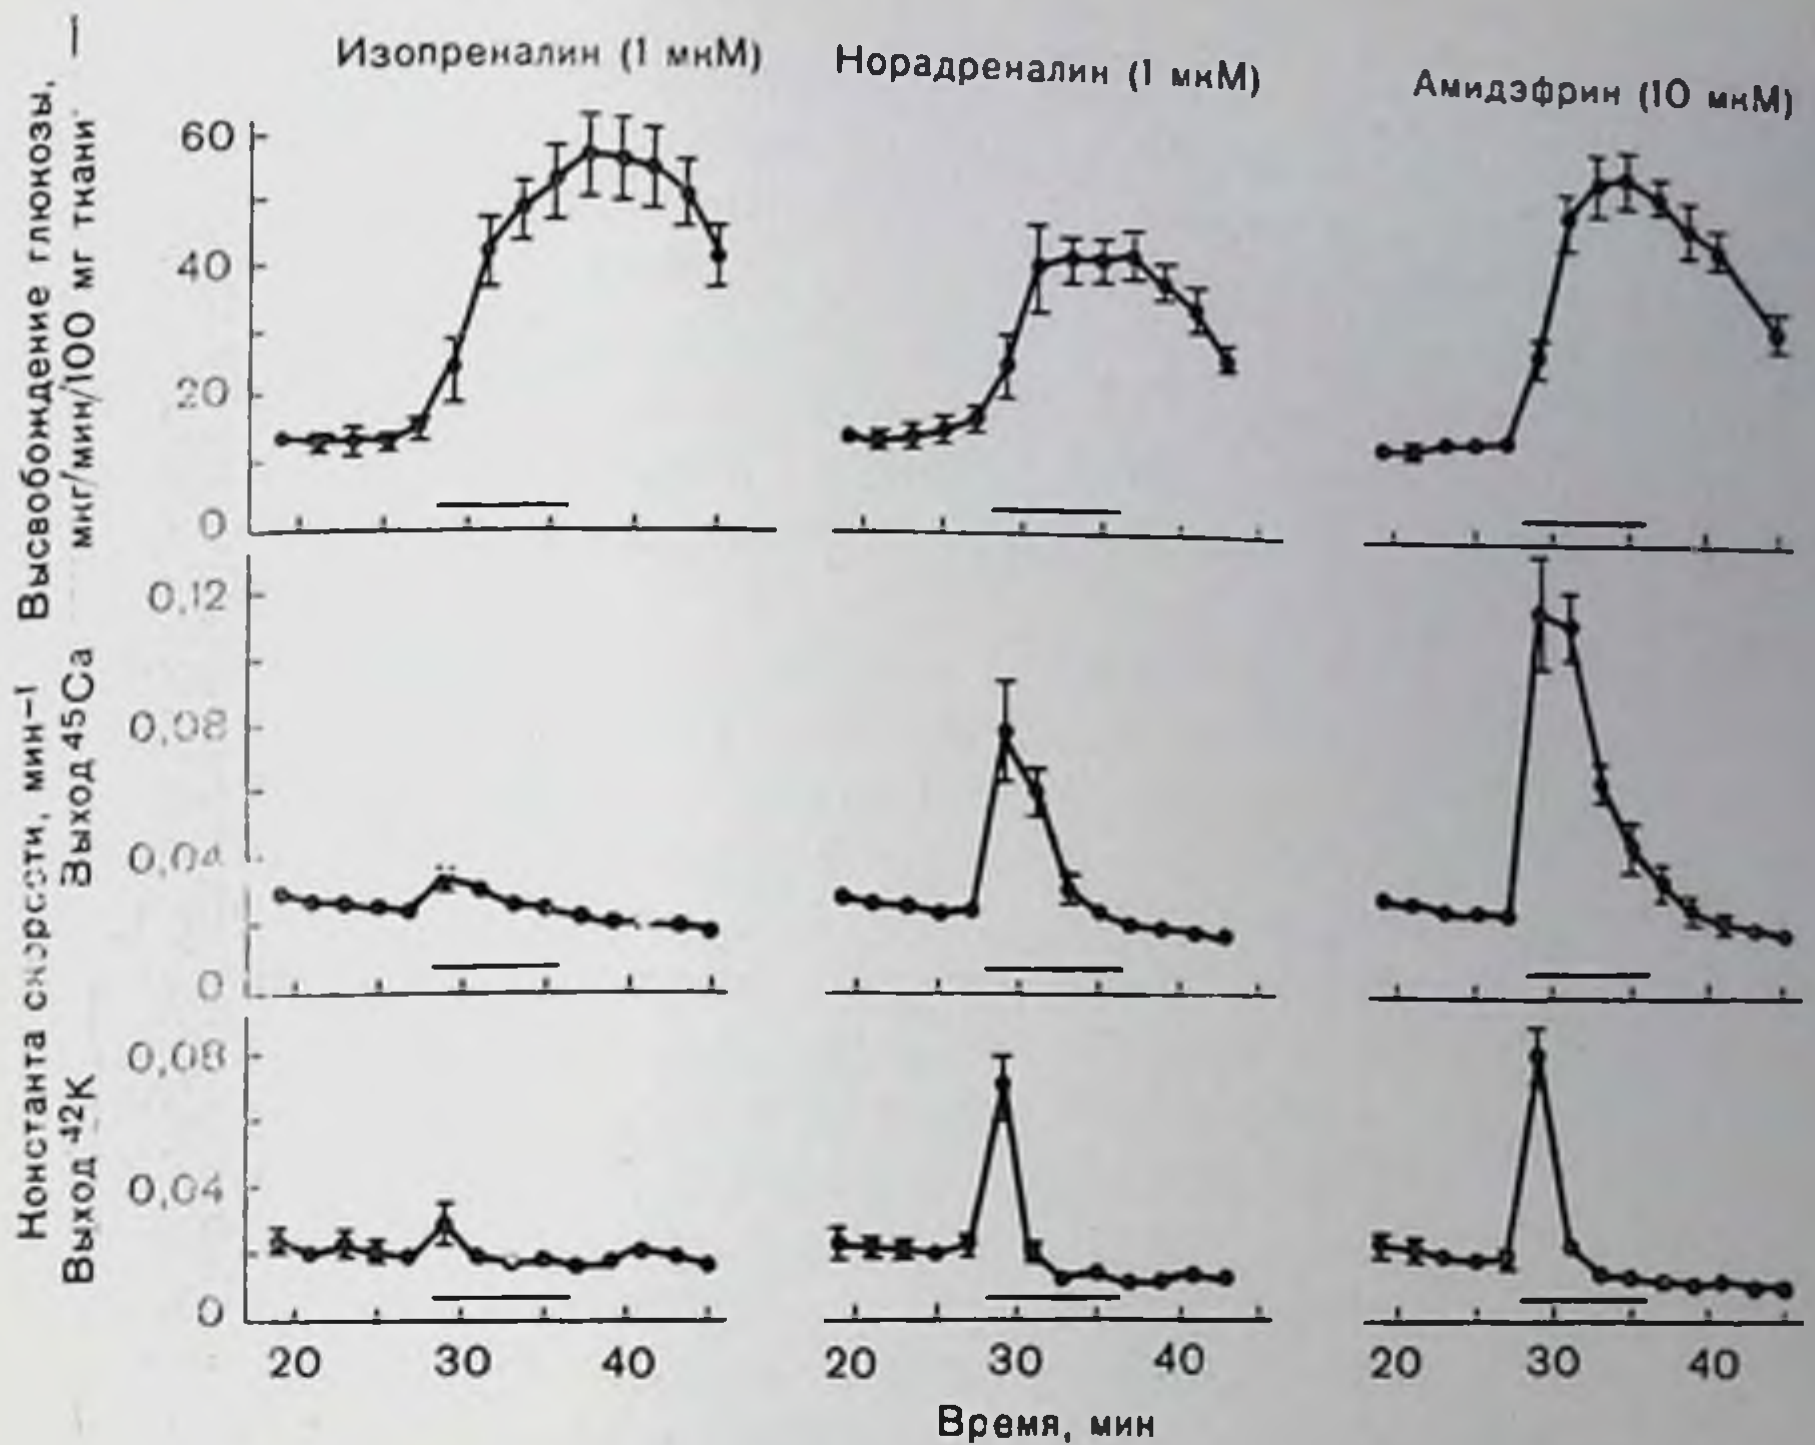 Изопреналин (1 мкМ)
Норадреналин (1 мкМ)
Амидэфрин (10 мкМ)
Высвобождение глюкозы,
мкг/мин/100 мг ткани
60
40
20
0
Константа скорости, мин-1
Выход 45Ca
0,12
0,08
0,04
0
Выход 42K
0,08
0,04
0
20 30 40
20 30 40
20 30 40
Время, мин